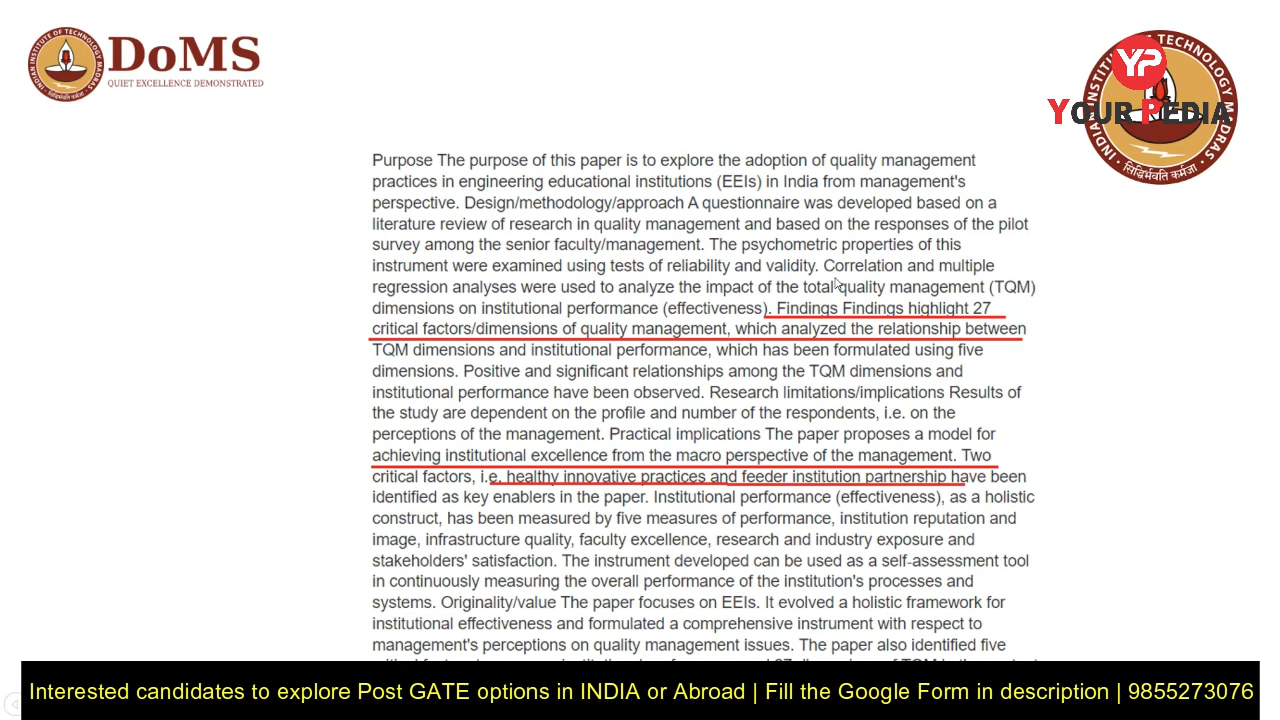 DoMS
QUIET EXCELLENCE DEMONSTRATED
INDIAN INSTITUTE OF TECHNOLOGY MADRAS
सिद्धिर्भवति कर्मजा
YP
YOUR PEDIA
Purpose The purpose of this paper is to explore the adoption of quality management
practices in engineering educational institutions (EEIs) in India from management's
perspective. Design/methodology/approach A questionnaire was developed based on a
literature review of research in quality management and based on the responses of the pilot
survey among the senior faculty/management. The psychometric properties of this
instrument were examined using tests of reliability and validity. Correlation and multiple
regression analyses were used to analyze the impact of the total quality management (TQM)
dimensions on institutional performance (effectiveness). Findings Findings highlight 27
critical factors/dimensions of quality management, which analyzed the relationship between
TQM dimensions and institutional performance, which has been formulated using five
dimensions. Positive and significant relationships among the TQM dimensions and
institutional performance have been observed. Research limitations/implications Results of
the study are dependent on the profile and number of the respondents, i.e. on the
perceptions of the management. Practical implications The paper proposes a model for
achieving institutional excellence from the macro perspective of the management. Two
critical factors, i.e. healthy innovative practices and feeder institution partnership have been
identified as key enablers in the paper. Institutional performance (effectiveness), as a holistic
construct, has been measured by five measures of performance, institution reputation and
image, infrastructure quality, faculty excellence, research and industry exposure and
stakeholders' satisfaction. The instrument developed can be used as a self-assessment tool
in continuously measuring the overall performance of the institution's processes and
systems. Originality/value The paper focuses on EEIs. It evolved a holistic framework for
institutional effectiveness and formulated a comprehensive instrument with respect to
management's perceptions on quality management issues. The paper also identified five
Interested candidates to explore Post GATE options in INDIA or Abroad | Fill the Google Form in description | 9855273076